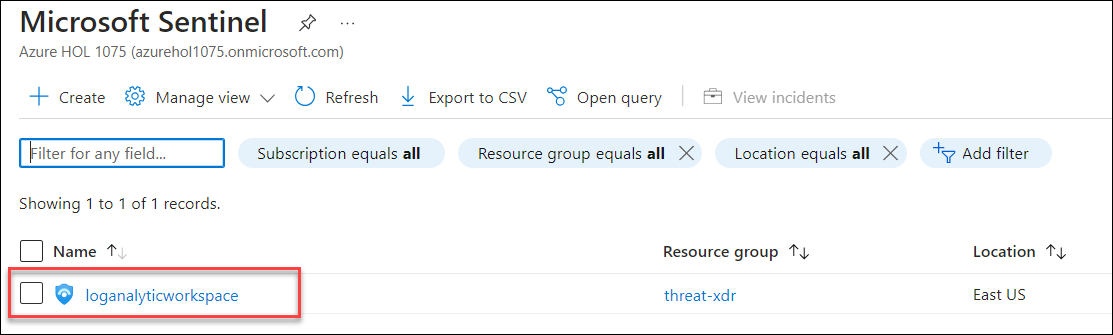 Microsoft Sentinel
Azure HOL 1075 (azurehol1075.onmicrosoft.com)
Create Manage view Refresh Export to CSV Open query View incidents
Filter for any field... Subscription equals all Resource group equals all Location equals all Add filter
Showing 1 to 1 of 1 records.
Name Resource group Location
loganalyticworkspace threat-xdr East US